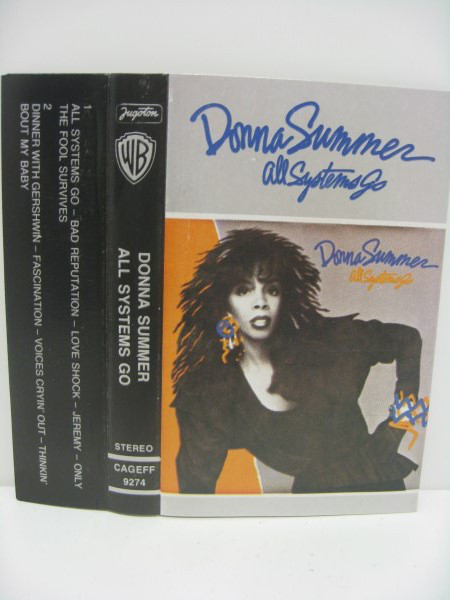 1
ALL SYSTEMS GO – BAD REPUTATION – LOVE SHOCK – JEREMY – ONLY
THE FOOL SURVIVES
2
DINNER WITH GERSHWIN – FASCINATION – VOICES CRYIN' OUT – THINKIN'
BOUT MY BABY
Jugoton
WB
DONNA SUMMER
ALL SYSTEMS GO
STEREO
CAGEFF
9274
Donna Summer
All Systems Go
Donna Summer
All Systems Go